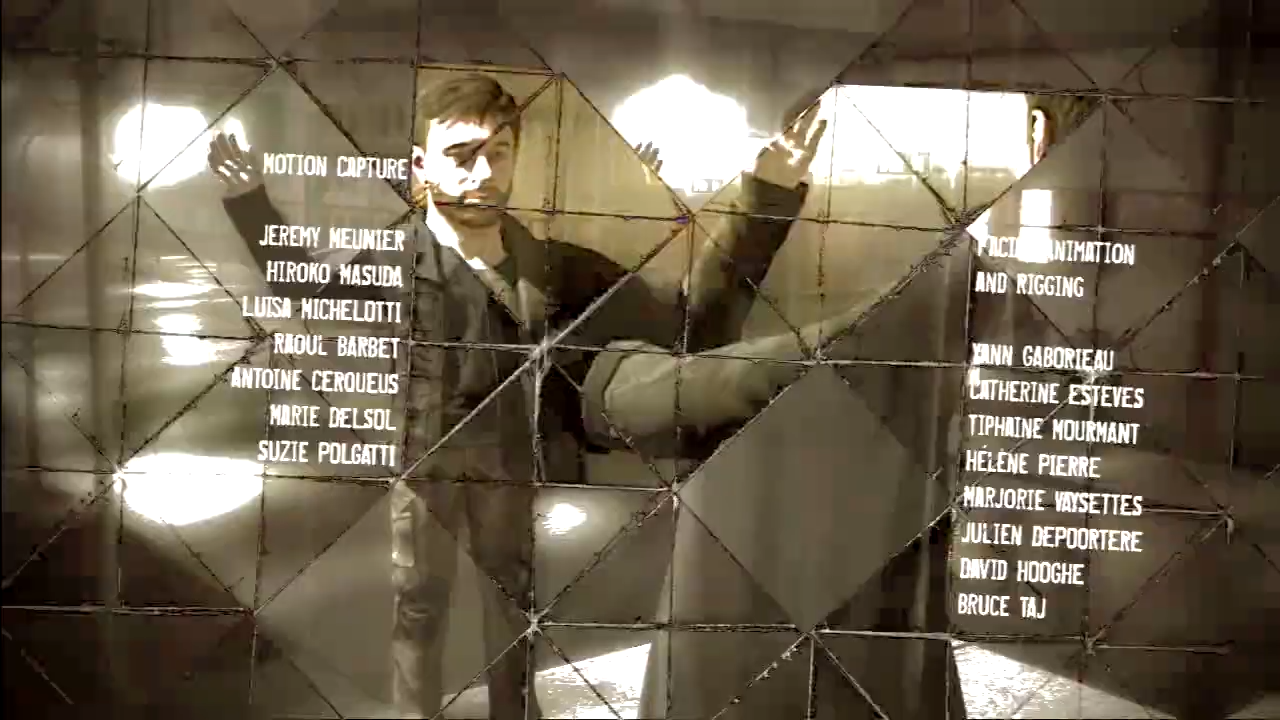 MOTION CAPTURE
JEREMY MEUNIER
HIROKO MASUDA
LUISA MICHELOTTI
RAOUL BARBET
ANTOINE CERQUEUS
MARIE DELSOL
SUZIE POLGATTI
FACIAL ANIMATION
AND RIGGING
YANN GABORIEAU
CATHERINE ESTEVES
TIPHAINE MOURMANT
HÉLÈNE PIERRE
MARJORIE VAYSETTES
JULIEN DEPOORTERE
DAVID HOOGHE
BRUCE TAJ